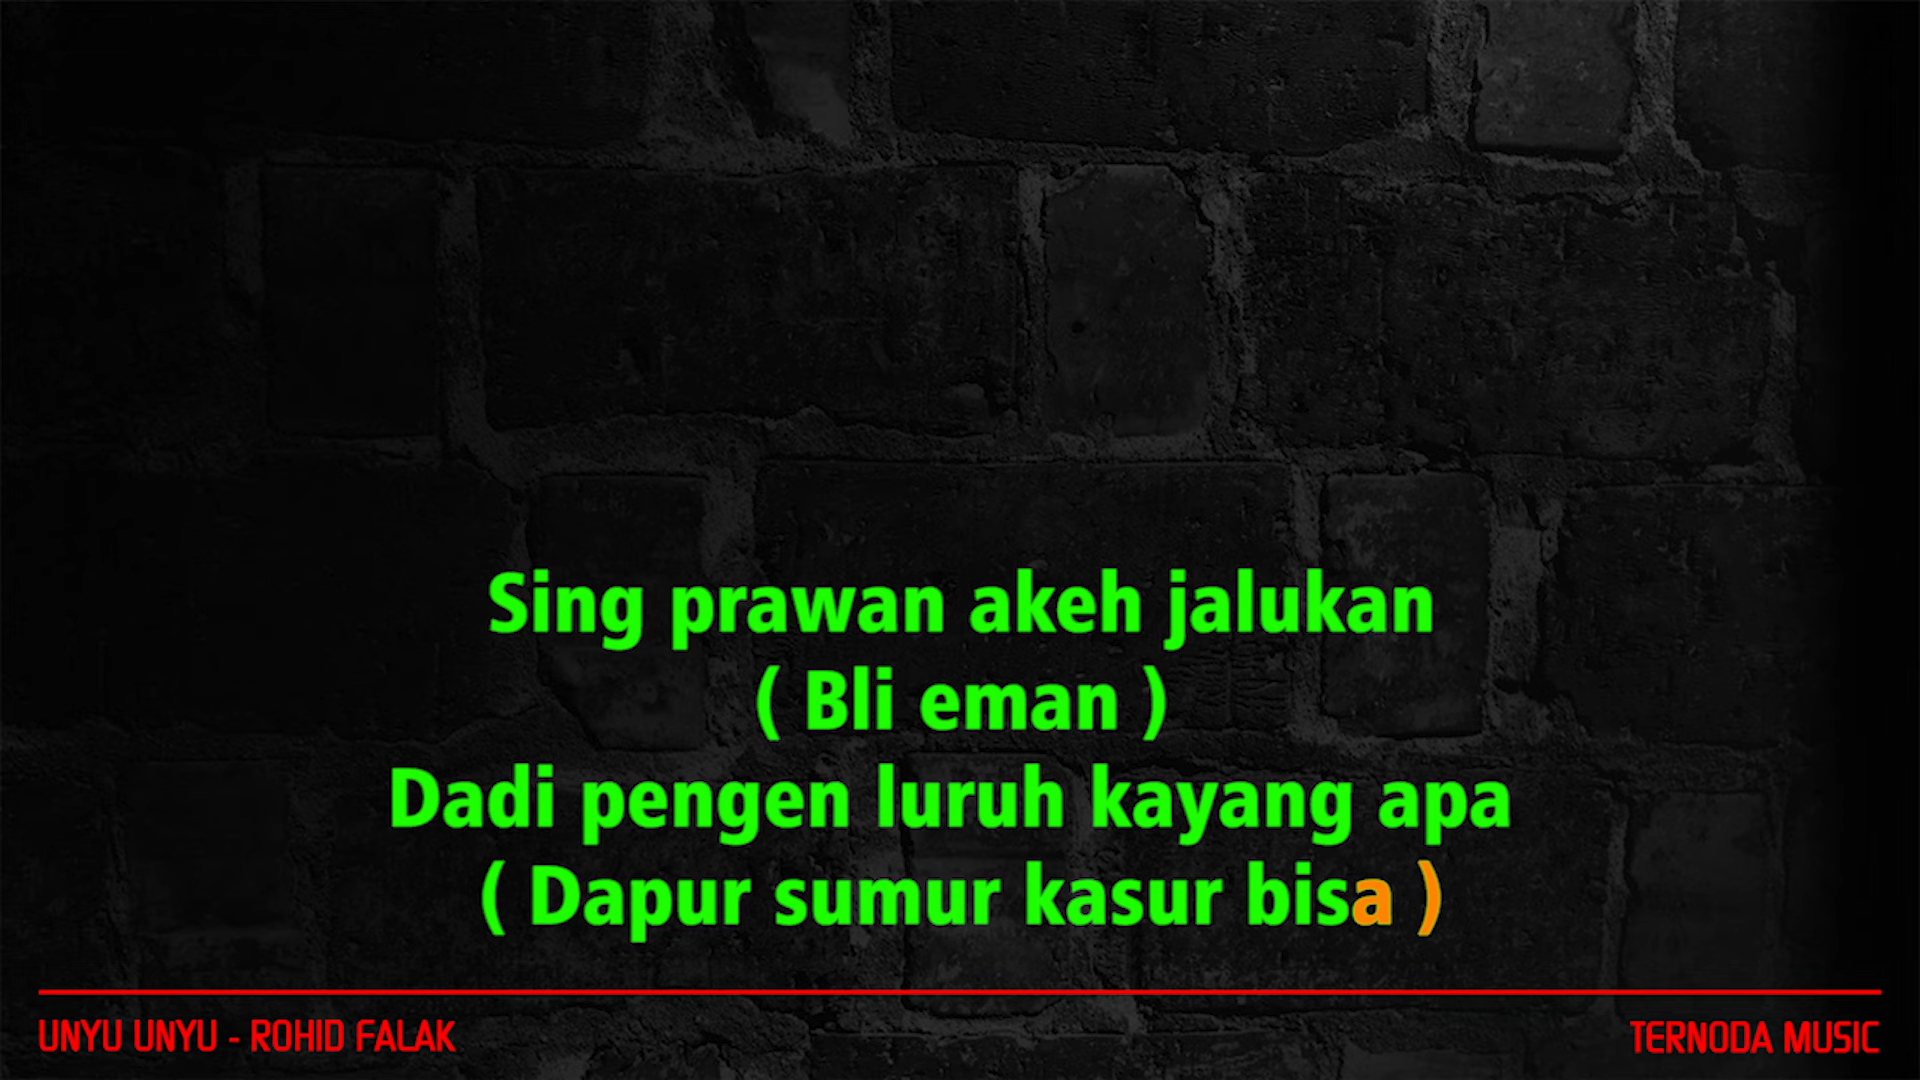 Sing prawan akeh jalukan
( Bli eman )
Dadi pengen luruh kayang apa
( Dapur sumur kasur bisa )
UNYU UNYU - ROHID FALAK
TERNODA MUSIC